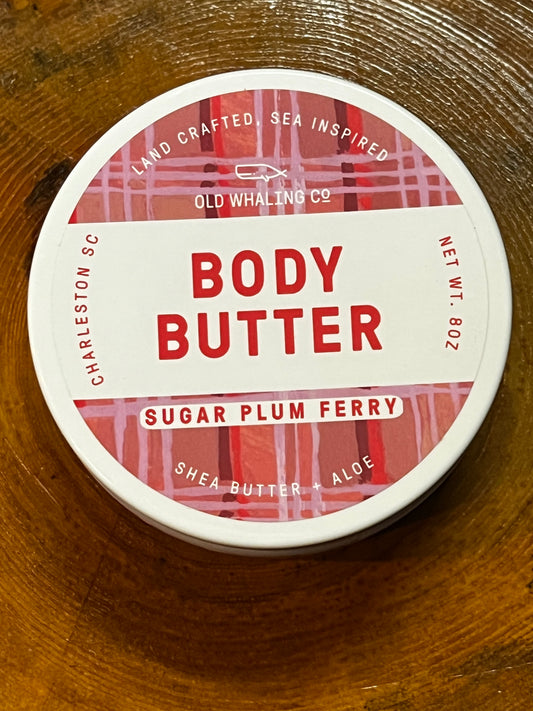 LAND CRAFTED, SEA INSPIRED
OLD WHALING Cº
CHARLESTON SC
BODY
BUTTER
NET WT. 8OZ
SUGAR PLUM FERRY
SHEA BUTTER + ALOE